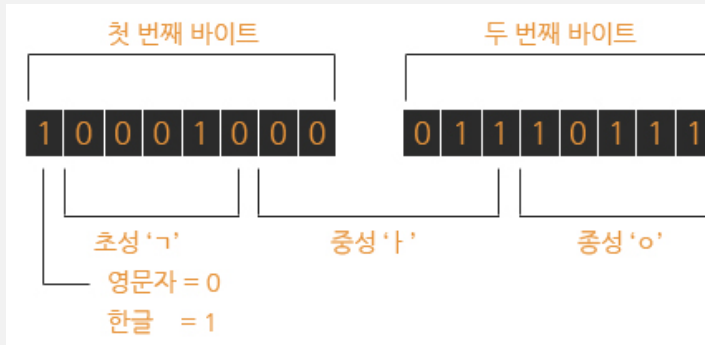 첫 번째 바이트 두 번째 바이트
1 0 0 0 1 0 0 0 0 1 1 1 0 1 1 1
초성 ‘ㄱ’ 중성 ‘ㅏ’ 종성 ‘ㅇ’
영문자 = 0
한글 = 1